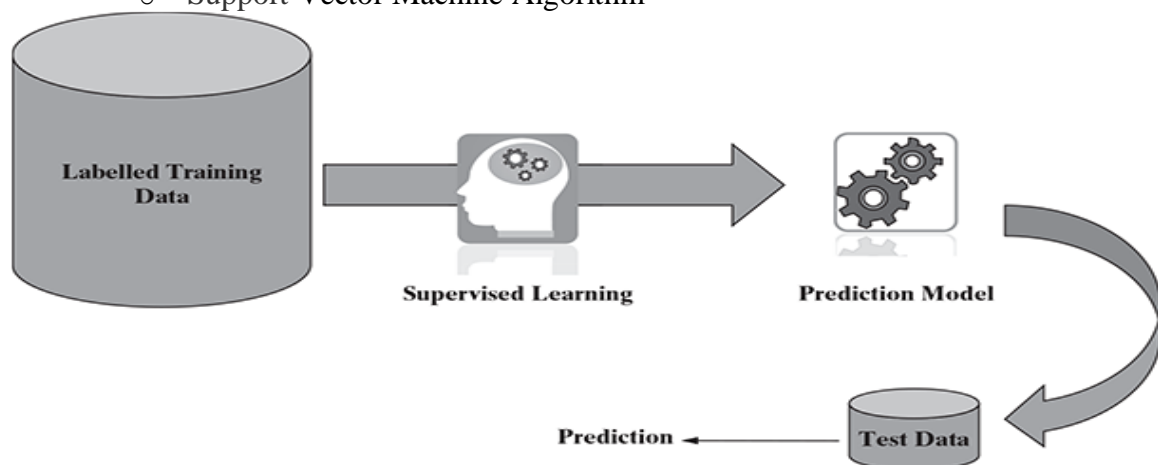 ○ Support Vector Machine Algorithm
Labelled Training
Data
Supervised Learning
Prediction Model
Prediction
Test Data